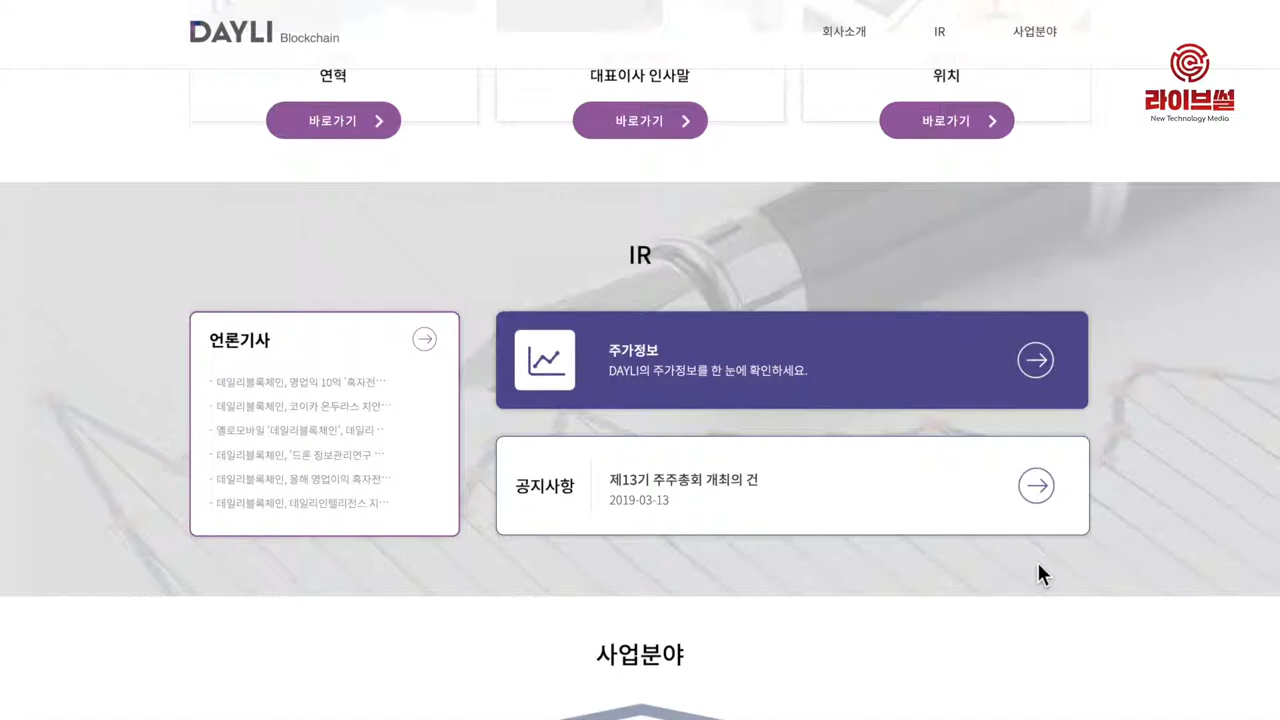 DAYLI Blockchain
회사소개
IR
사업분야
라이브썰
New Technology Media
연혁
대표이사 인사말
위치
바로가기
바로가기
바로가기
IR
언론기사
- 데일리블록체인, 영업익 10억 '흑자전···
- 데일리블록체인, 코이카 온두라스 치안···
- 옐로모바일 '데일리블록체인', 데일리 ··
- 데일리블록체인, '드론 정보관리연구 ···
- 데일리블록체인, 올해 영업이익 흑자전···
- 데일리블록체인, 데일리인텔리전스 지···
주가정보
DAYLI의 주가정보를 한 눈에 확인하세요.
공지사항
제13기 주주총회 개최의 건
2019-03-13
사업분야